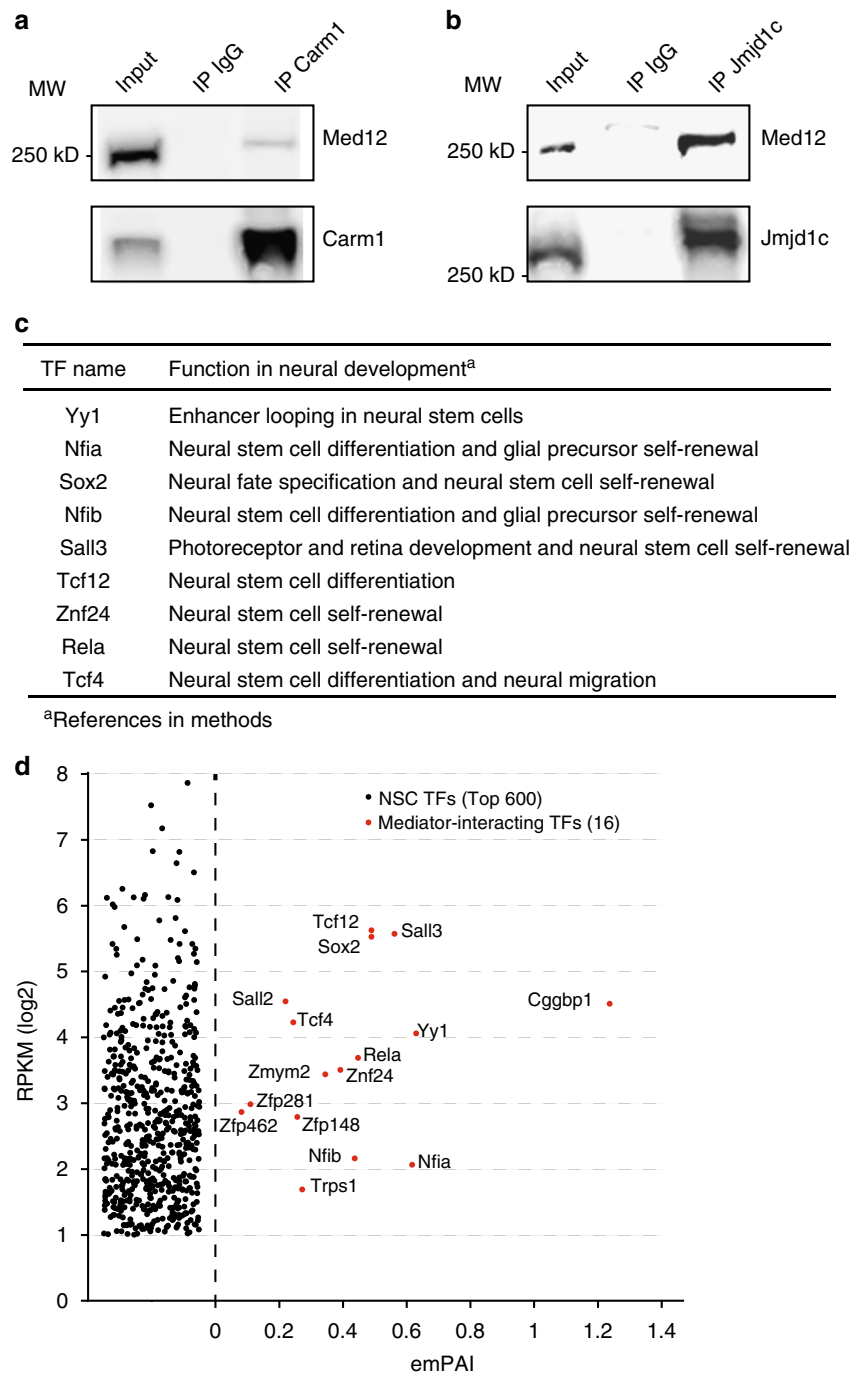 a
b
MW
Input
IP IgG
IP Carm1
250 kD
Med12
Carm1
MW
Input
IP IgG
IP Jmjd1c
250 kD
Med12
250 kD
Jmjd1c
c
TF name Function in neural developmentᵃ
Yy1 Enhancer looping in neural stem cells
Nfia Neural stem cell differentiation and glial precursor self-renewal
Sox2 Neural fate specification and neural stem cell self-renewal
Nfib Neural stem cell differentiation and glial precursor self-renewal
Sall3 Photoreceptor and retina development and neural stem cell self-renewal
Tcf12 Neural stem cell differentiation
Znf24 Neural stem cell self-renewal
Rela Neural stem cell self-renewal
Tcf4 Neural stem cell differentiation and neural migration
ᵃReferences in methods
d
RPKM (log2)
8
7
6
5
4
3
2
1
0
NSC TFs (Top 600)
Mediator-interacting TFs (16)
Tcf12
Sall3
Sox2
Sall2
Cggbp1
Tcf4
Yy1
Rela
Zmym2
Znf24
Zfp281
Zfp462
Zfp148
Nfib
Nfia
Trps1
0 0.2 0.4 0.6 0.8 1 1.2 1.4
emPAI